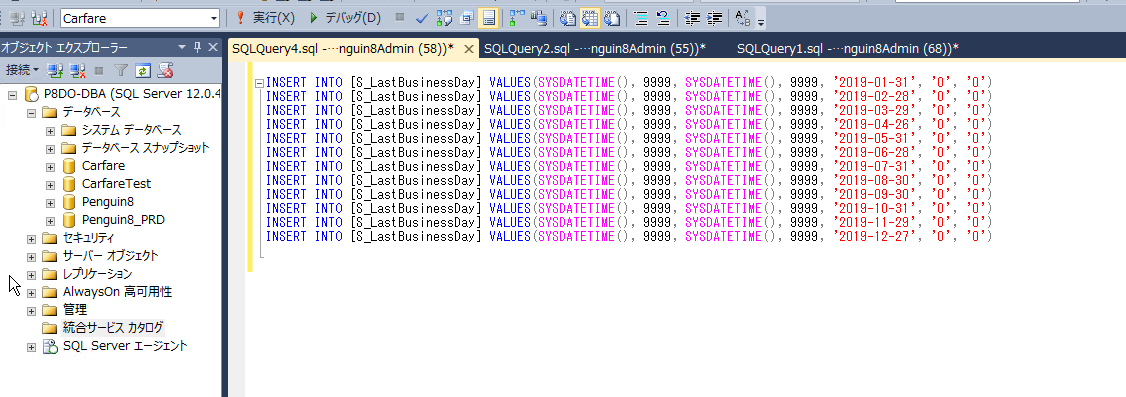 Carfare
実行(X)
デバッグ(D)
オブジェクト エクスプローラー
接続
P8DO-DBA (SQL Server 12.0.4
データベース
システム データベース
データベース スナップショット
Carfare
CarfareTest
Penguin8
Penguin8_PRD
セキュリティ
サーバー オブジェクト
レプリケーション
AlwaysOn 高可用性
管理
統合サービス カタログ
SQL Server エージェント
SQLQuery4.sql -...nguin8Admin (58))*
SQLQuery2.sql -...nguin8Admin (55))*
SQLQuery1.sql -...nguin8Admin (68))*
INSERT INTO [S_LastBusinessDay] VALUES(SYSDATETIME(), 9999, SYSDATETIME(), 9999, '2019-01-31', '0', '0')
INSERT INTO [S_LastBusinessDay] VALUES(SYSDATETIME(), 9999, SYSDATETIME(), 9999, '2019-02-28', '0', '0')
INSERT INTO [S_LastBusinessDay] VALUES(SYSDATETIME(), 9999, SYSDATETIME(), 9999, '2019-03-29', '0', '0')
INSERT INTO [S_LastBusinessDay] VALUES(SYSDATETIME(), 9999, SYSDATETIME(), 9999, '2019-04-26', '0', '0')
INSERT INTO [S_LastBusinessDay] VALUES(SYSDATETIME(), 9999, SYSDATETIME(), 9999, '2019-05-31', '0', '0')
INSERT INTO [S_LastBusinessDay] VALUES(SYSDATETIME(), 9999, SYSDATETIME(), 9999, '2019-06-28', '0', '0')
INSERT INTO [S_LastBusinessDay] VALUES(SYSDATETIME(), 9999, SYSDATETIME(), 9999, '2019-07-31', '0', '0')
INSERT INTO [S_LastBusinessDay] VALUES(SYSDATETIME(), 9999, SYSDATETIME(), 9999, '2019-08-30', '0', '0')
INSERT INTO [S_LastBusinessDay] VALUES(SYSDATETIME(), 9999, SYSDATETIME(), 9999, '2019-09-30', '0', '0')
INSERT INTO [S_LastBusinessDay] VALUES(SYSDATETIME(), 9999, SYSDATETIME(), 9999, '2019-10-31', '0', '0')
INSERT INTO [S_LastBusinessDay] VALUES(SYSDATETIME(), 9999, SYSDATETIME(), 9999, '2019-11-29', '0', '0')
INSERT INTO [S_LastBusinessDay] VALUES(SYSDATETIME(), 9999, SYSDATETIME(), 9999, '2019-12-27', '0', '0')